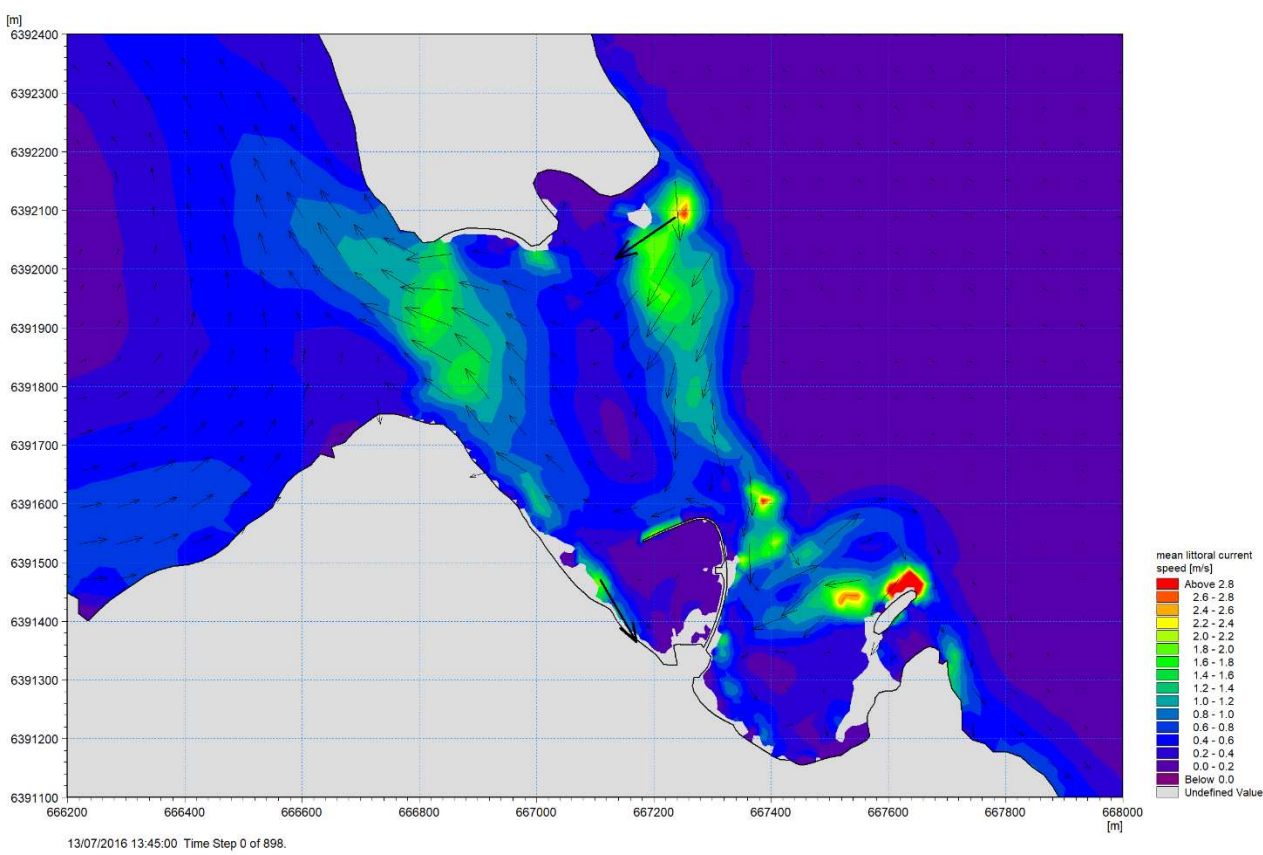 [m]
6392400
6392300
6392200
6392100
6392000
6391900
6391800
6391700
6391600
6391500
6391400
6391300
6391200
6391100
666200 666400 666600 666800 667000 667200 667400 667600 667800 668000
[m]
mean littoral current
speed [m/s]
Above 2.8
2.6 - 2.8
2.4 - 2.6
2.2 - 2.4
2.0 - 2.2
1.8 - 2.0
1.6 - 1.8
1.4 - 1.6
1.2 - 1.4
1.0 - 1.2
0.8 - 1.0
0.6 - 0.8
0.4 - 0.6
0.2 - 0.4
0.0 - 0.2
Below 0.0
Undefined Value
13/07/2016 13:45:00 Time Step 0 of 898.